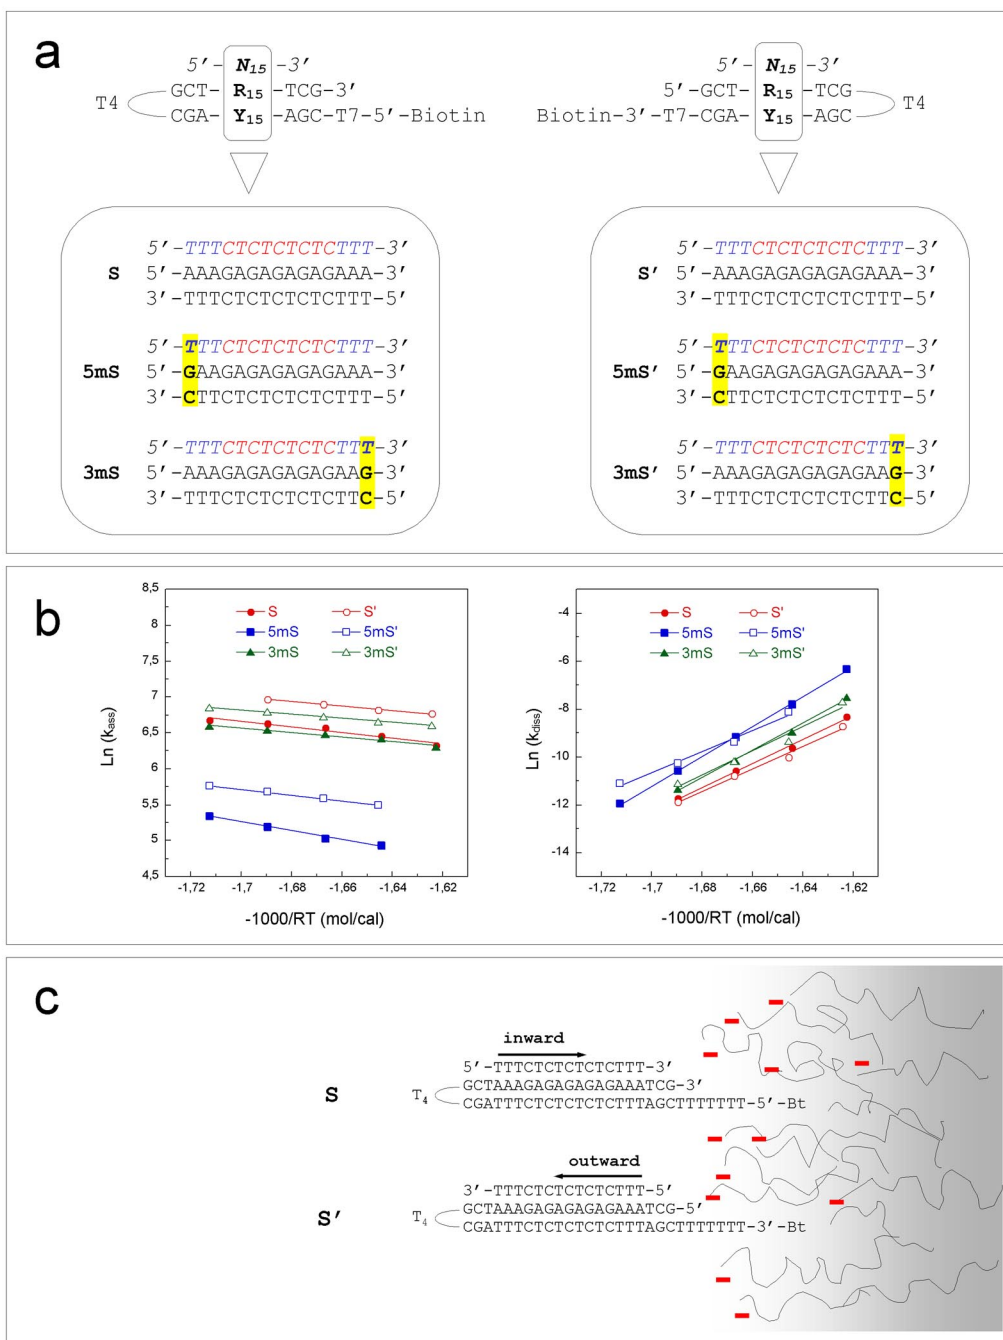 a
5′-N15-3′
GCT-R15-TCG-3′
T4
CGA-Y15-AGC-T7-5′-Biotin
5′-N15-3′
5′-GCT-R15-TCG
T4
Biotin-3′-T7-CGA-Y15-AGC
5′-TTTCTCTCTCTCTTT-3′
S 5′-AAAGAGAGAGAGAAA-3′
3′-TTTCTCTCTCTCTTT-5′
5′-TTTCTCTCTCTCTTT-3′
5mS 5′-GAAGAGAGAGAGAAA-3′
3′-CTTCTCTCTCTCTTT-5′
5′-TTTCTCTCTCTCTTT-3′
3mS 5′-AAAGAGAGAGAGAAG-3′
3′-TTTCTCTCTCTCTTC-5′
5′-TTTCTCTCTCTCTTT-3′
S′ 5′-AAAGAGAGAGAGAAA-3′
3′-TTTCTCTCTCTCTTT-5′
5′-TTTCTCTCTCTCTTT-3′
5mS′ 5′-GAAGAGAGAGAGAAA-3′
3′-CTTCTCTCTCTCTTT-5′
5′-TTTCTCTCTCTCTTT-3′
3mS′ 5′-AAAGAGAGAGAGAAG-3′
3′-TTTCTCTCTCTCTTC-5′
b
Ln (kass)
8,5
8
7,5
7
6,5
6
5,5
5
4,5
S S'
5mS 5mS'
3mS 3mS'
-1,72 -1,7 -1,68 -1,66 -1,64 -1,62
-1000/RT (mol/cal)
Ln (kdiss)
-4
-6
-8
-10
-12
-14
S S'
5mS 5mS'
3mS 3mS'
-1,72 -1,7 -1,68 -1,66 -1,64 -1,62
-1000/RT (mol/cal)
c
inward
5′-TTTCTCTCTCTCTTT-3′
GCTAAAGAGAGAGAGAAATCG-3′
S T4
CGATTTCTCTCTCTCTTTAGCTTTTTTT-5′-Bt
outward
3′-TTTCTCTCTCTCTTT-5′
GCTAAAGAGAGAGAGAAATCG-5′
S′ T4
CGATTTCTCTCTCTCTTTAGCTTTTTTT-3′-Bt